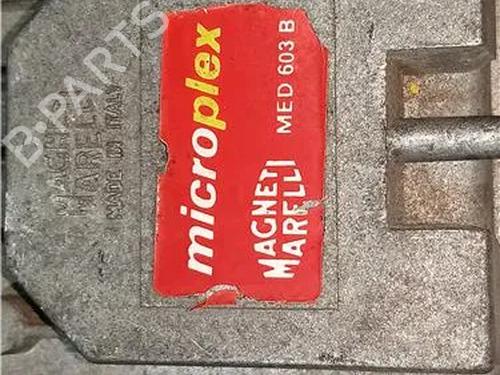 microplex
MAGNETI
MARELLI
MED 603 B
MAGNETI
MARELLI
MADE IN ITALY
B-PARTS